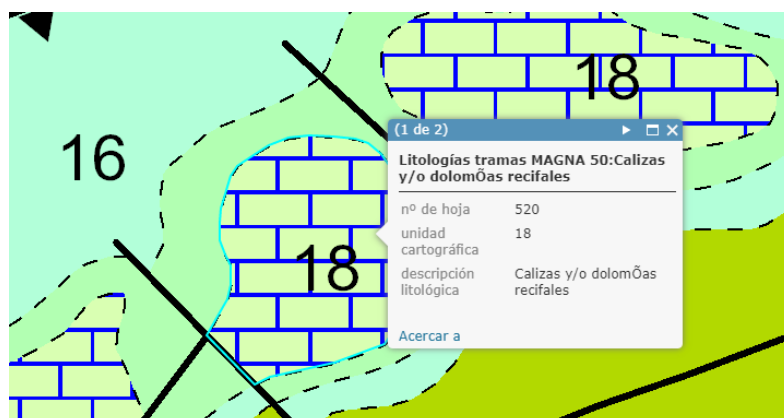 18
16
(1 de 2)
Litologías tramas MAGNA 50:Calizas
y/o dolomÕas recifales
nº de hoja 520
unidad 18
cartográfica
descripción Calizas y/o dolomÕas
litológica recifales
Acercar a
18